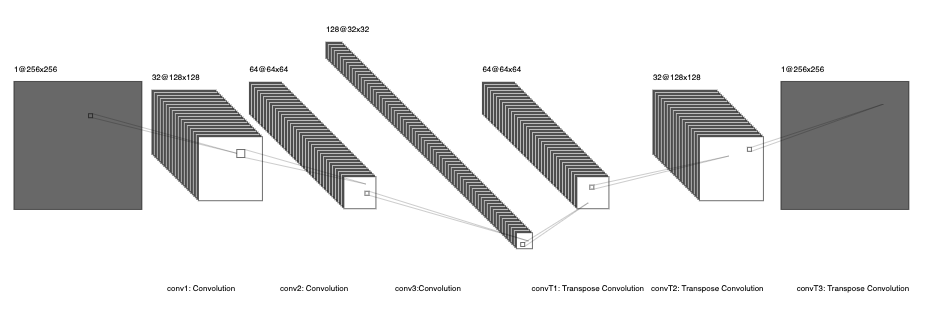 128@32x32
1@256x256
32@128x128
64@64x64
64@64x64
32@128x128
1@256x256
conv1: Convolution
conv2: Convolution
conv3:Convolution
convT1: Transpose Convolution
convT2: Transpose Convolution
convT3: Transpose Convolution